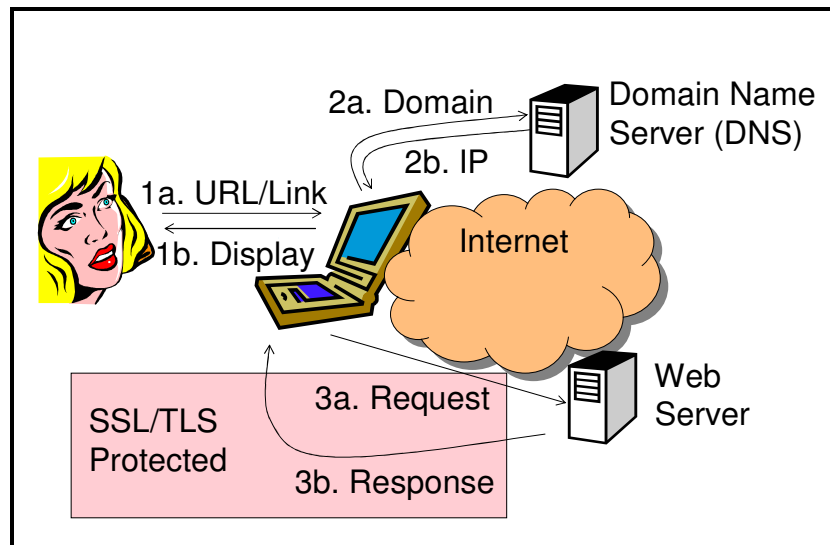 2a. Domain
2b. IP
Domain Name
Server (DNS)
1a. URL/Link
1b. Display
Internet
3a. Request
3b. Response
SSL/TLS
Protected
Web
Server